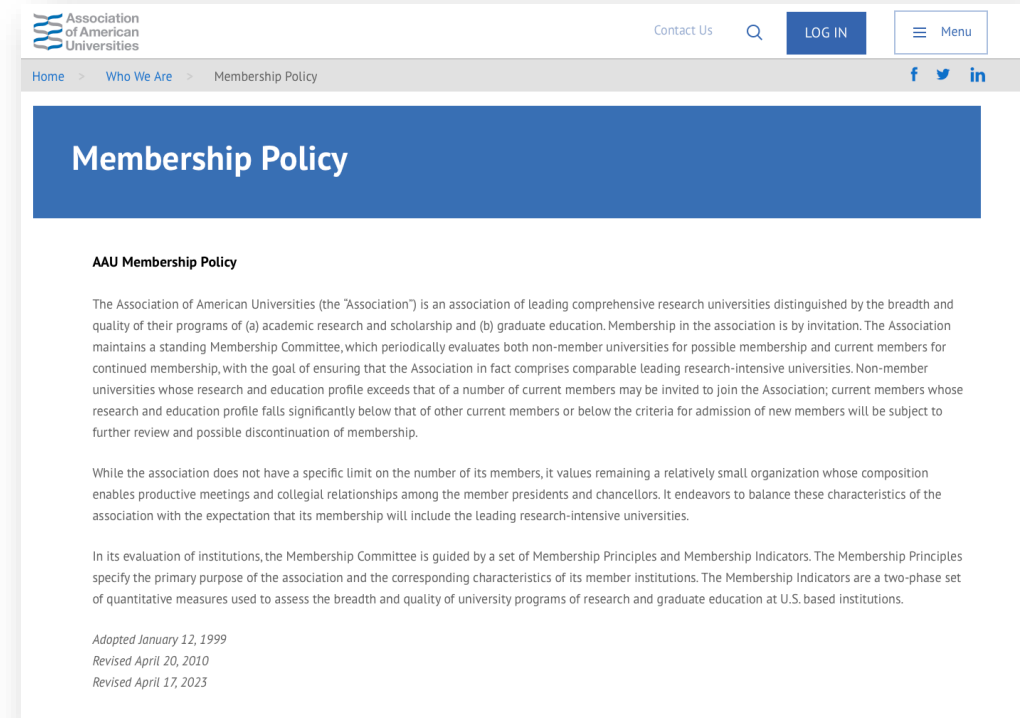 Association
of American
Universities
Contact Us
LOG IN
Menu
Home > Who We Are > Membership Policy
Membership Policy
AAU Membership Policy
The Association of American Universities (the “Association”) is an association of leading comprehensive research universities distinguished by the breadth and
quality of their programs of (a) academic research and scholarship and (b) graduate education. Membership in the association is by invitation. The Association
maintains a standing Membership Committee, which periodically evaluates both non-member universities for possible membership and current members for
continued membership, with the goal of ensuring that the Association in fact comprises comparable leading research-intensive universities. Non-member
universities whose research and education profile exceeds that of a number of current members may be invited to join the Association; current members whose
research and education profile falls significantly below that of other current members or below the criteria for admission of new members will be subject to
further review and possible discontinuation of membership.
While the association does not have a specific limit on the number of its members, it values remaining a relatively small organization whose composition
enables productive meetings and collegial relationships among the member presidents and chancellors. It endeavors to balance these characteristics of the
association with the expectation that its membership will include the leading research-intensive universities.
In its evaluation of institutions, the Membership Committee is guided by a set of Membership Principles and Membership Indicators. The Membership Principles
specify the primary purpose of the association and the corresponding characteristics of its member institutions. The Membership Indicators are a two-phase set
of quantitative measures used to assess the breadth and quality of university programs of research and graduate education at U.S. based institutions.
Adopted January 12, 1999
Revised April 20, 2010
Revised April 17, 2023